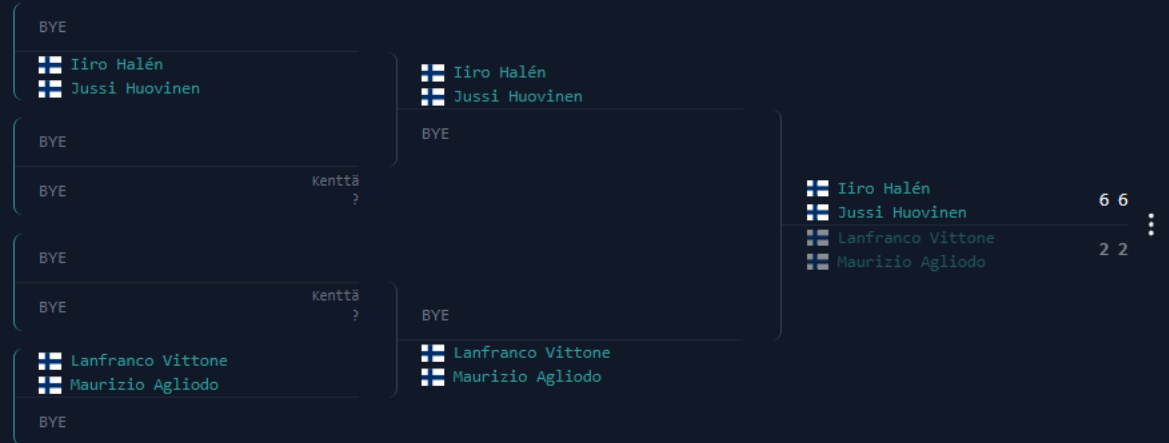 BYE
Iiro Halén
Jussi Huovinen
BYE
BYE
Kenttä
?
BYE
BYE
Kenttä
?
Lanfranco Vittone
Maurizio Agliodo
BYE
Iiro Halén
Jussi Huovinen
BYE
BYE
Lanfranco Vittone
Maurizio Agliodo
Iiro Halén
Jussi Huovinen
6 6
Lanfranco Vittone
Maurizio Agliodo
2 2